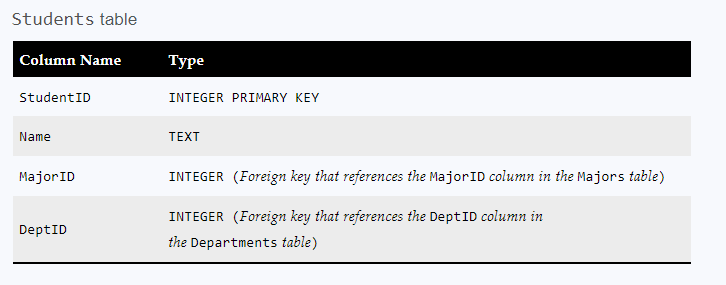 Students table
Column Name Type
StudentID INTEGER PRIMARY KEY
Name TEXT
MajorID INTEGER (Foreign key that references the MajorID column in the Majors table)
DeptID INTEGER (Foreign key that references the DeptID column in
the Departments table)